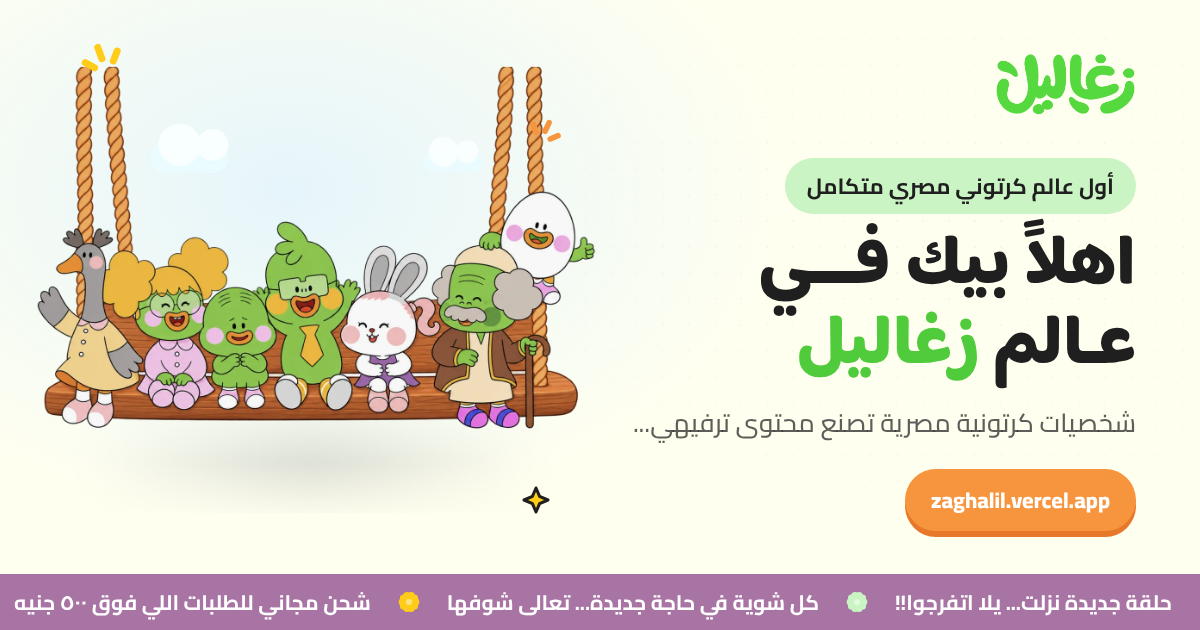 زغاليل
أول عالم كرتوني مصري متكامل
اهلاً بيك فـــي
عـالم زغاليل
شخصيات كرتونية مصرية تصنع محتوى ترفيهي...
zaghalil.vercel.app
حلقة جديدة نزلت... يلا اتفرجوا!! كل شوية في حاجة جديدة... تعالى شوفها شحن مجاني للطلبات اللي فوق ٥٠٠ جنيه